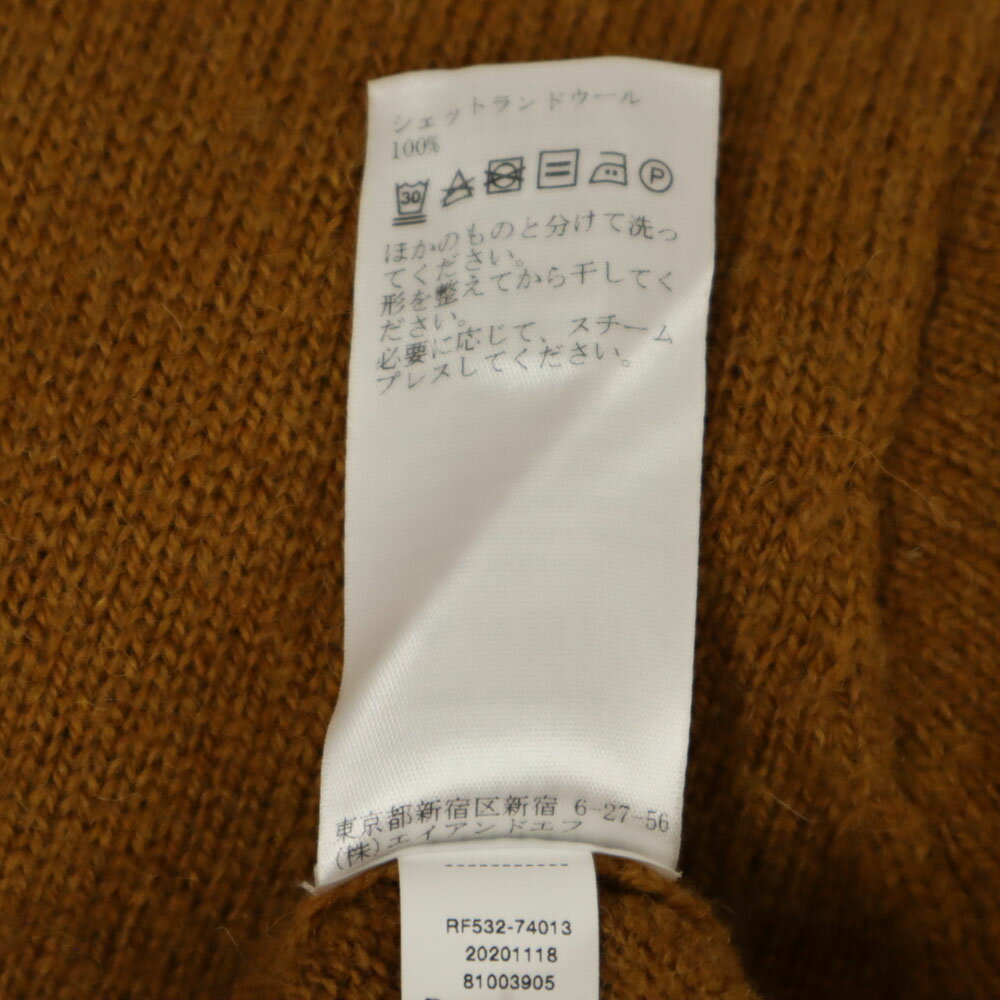 シェットランドウール
100%
30 P
ほかのものと分けて洗っ
てください。
形を整えてから干してく
ださい。
必要に応じて、スチーム
プレスしてください。
東京都新宿区新宿 6-27-56
(株)エイアンドエフ
RF532-74013
20201118
81003905